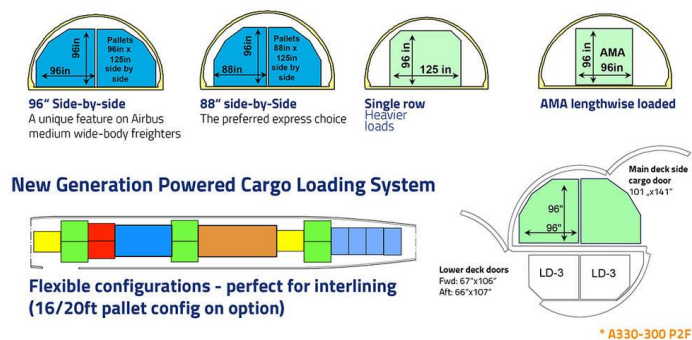 96in
96in
Pallets
96in x
125in
side by
side
96" Side-by-side
A unique feature on Airbus
medium wide-body freighters
96in
88in
Pallets
88in x
125in
side by
side
88" side-by-Side
The preferred express choice
96 in
125 in
Single row
Heavier
loads
96 in
AMA
96in
AMA lengthwise loaded
New Generation Powered Cargo Loading System
Flexible configurations - perfect for interlining
(16/20ft pallet config on option)
Main deck side
cargo door
101 „x141"
96"
96"
Lower deck doors
Fwd: 67"x106"
Aft: 66"x107"
LD-3
LD-3
* A330-300 P2F